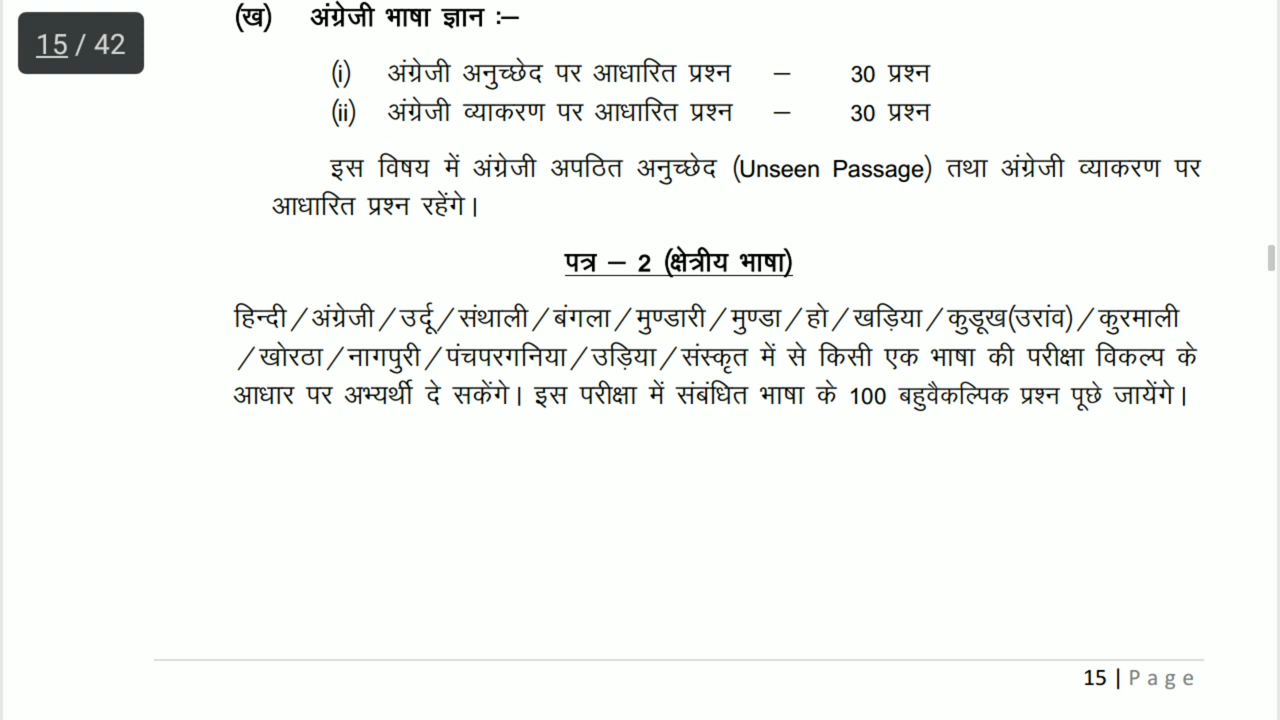 15 / 42
(ख) अंग्रेजी भाषा ज्ञान :–
(i) अंग्रेजी अनुच्छेद पर आधारित प्रश्न – 30 प्रश्न
(ii) अंग्रेजी व्याकरण पर आधारित प्रश्न – 30 प्रश्न
इस विषय में अंग्रेजी अपठित अनुच्छेद (Unseen Passage) तथा अंग्रेजी व्याकरण पर
आधारित प्रश्न रहेंगे।
पत्र – 2 (क्षेत्रीय भाषा)
हिन्दी/अंग्रेजी/उर्दू/संथाली/बंगला/मुण्डारी/मुण्डा/हो/खड़िया/कुडूख(उरांव)/कुरमाली
/खोरठा/नागपुरी/पंचपरगनिया/उड़िया/संस्कृत में से किसी एक भाषा की परीक्षा विकल्प के
आधार पर अभ्यर्थी दे सकेंगे। इस परीक्षा में संबंधित भाषा के 100 बहुवैकल्पिक प्रश्न पूछे जायेंगे।
15 | Page